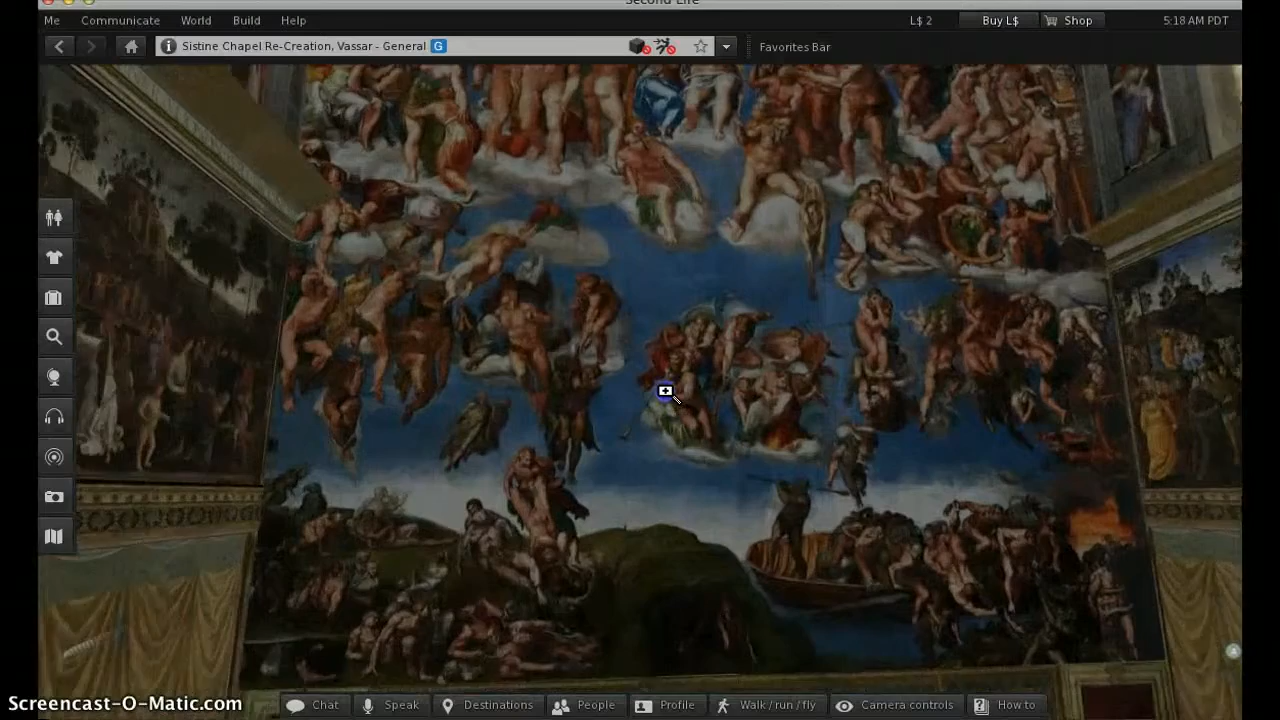 Second Life
Me Communicate World Build Help L$ 2 Buy L$ Shop 5:18 AM PDT
Sistine Chapel Re-Creation, Vassar - General G Favorites Bar
Screencast-O-Matic.com Chat Speak Destinations People Profile Walk / run / fly Camera controls How to